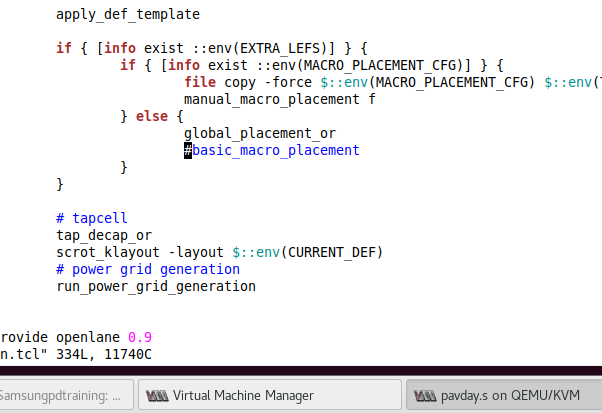 apply_def_template
if { [info exist ::env(EXTRA_LEFS)] } {
if { [info exist ::env(MACRO_PLACEMENT_CFG)] } {
file copy -force $::env(MACRO_PLACEMENT_CFG) $::env(
manual_macro_placement f
} else {
global_placement_or
#basic_macro_placement
}
}
# tapcell
tap_decap_or
scrot_klayout -layout $::env(CURRENT_DEF)
# power grid generation
run_power_grid_generation
rovide openlane 0.9
n.tcl" 334L, 11740C
Samsungpdtraining: ...
Virtual Machine Manager
pavday.s on QEMU/KVM